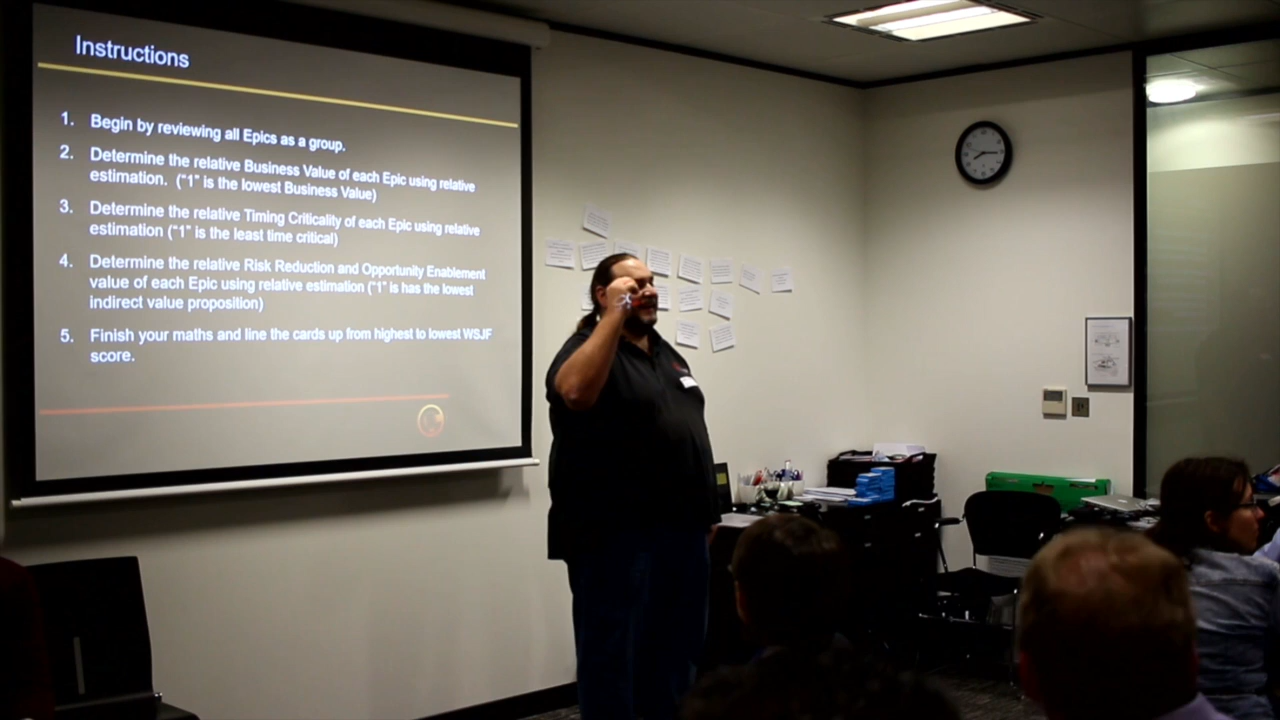 Instructions
1. Begin by reviewing all Epics as a group.
2. Determine the relative Business Value of each Epic using relative
estimation. ("1" is the lowest Business Value)
3. Determine the relative Timing Criticality of each Epic using relative
estimation ("1" is the least time critical)
4. Determine the relative Risk Reduction and Opportunity Enablement
value of each Epic using relative estimation ("1" is has the lowest
indirect value proposition)
5. Finish your maths and line the cards up from highest to lowest WSJF
score.